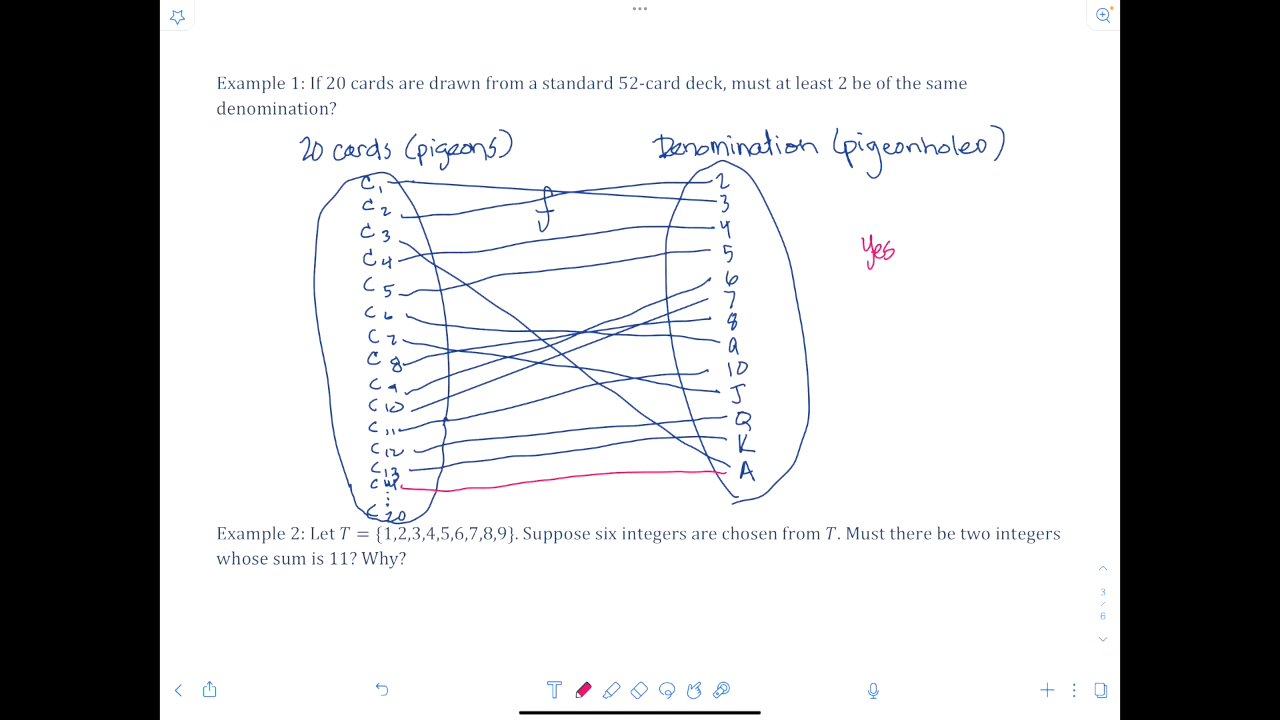 Example 1: If 20 cards are drawn from a standard 52-card deck, must at least 2 be of the same
denomination?
20 cards (pigeons)
Denomination (pigeonholes)
C1
C2
C3
C4
C5
C6
C7
C8
C9
C10
C11
C12
C13
C14
⋮
C20
f
2
3
4
5
6
7
8
9
10
J
Q
K
A
yes
Example 2: Let T = {1,2,3,4,5,6,7,8,9}. Suppose six integers are chosen from T. Must there be two integers
whose sum is 11? Why?
3
/
6
T